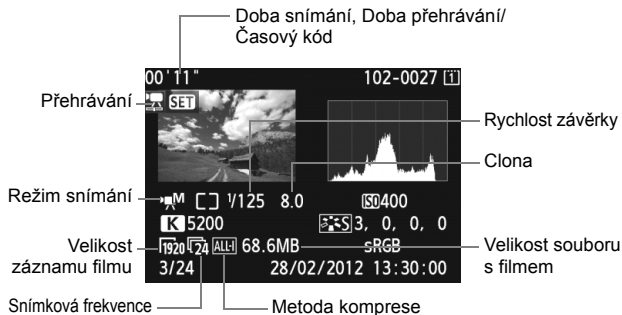 Doba snímání, Doba přehrávání/
Časový kód
00'11"
102-0027 1
Přehrávání
SET
Rychlost závěrky
Clona
Režim snímání
M 1/125 8.0 ISO400
K 5200
S 3, 0, 0, 0
Velikost
záznamu filmu
1920 24 ALL-I 68.6MB sRGB
Velikost souboru
s filmem
3/24 28/02/2012 13:30:00
Snímková frekvence
Metoda komprese